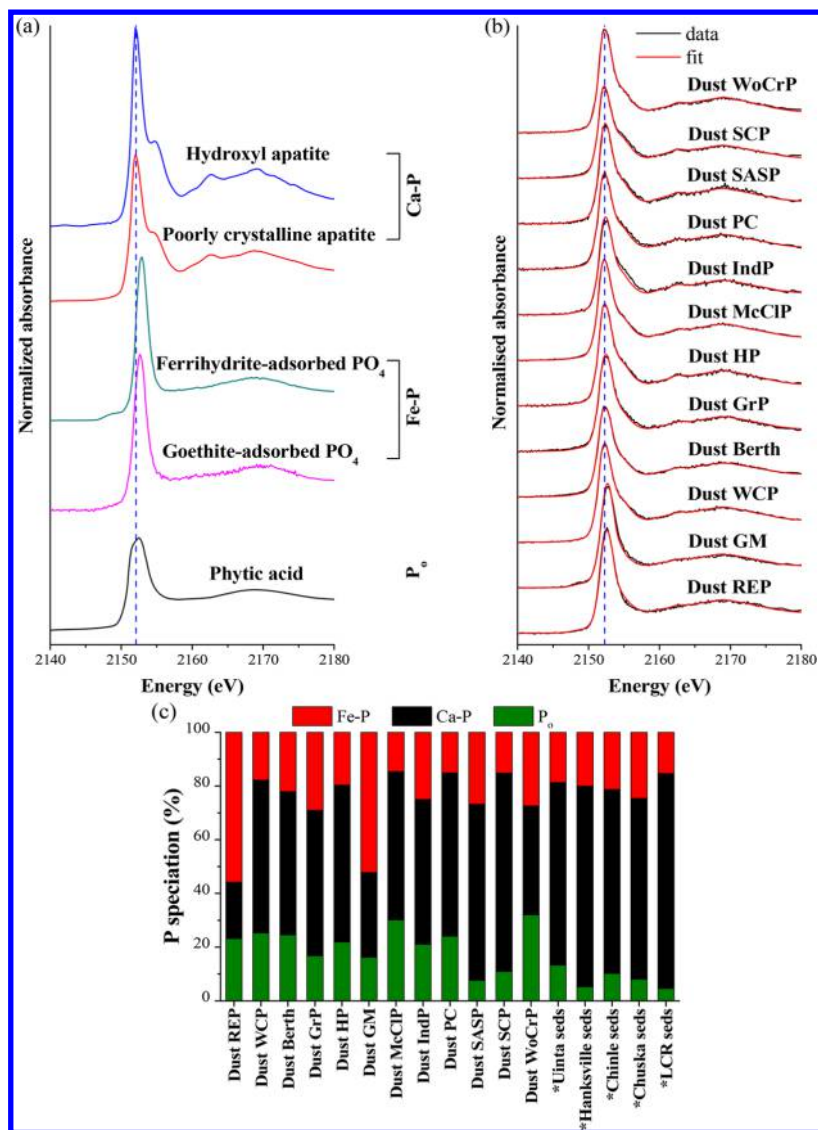 (a)
Hydroxyl apatite
Ca-P
Poorly crystalline apatite
Ferrihydrite-adsorbed PO₄
Fe-P
Goethite-adsorbed PO₄
Phytic acid
Pₒ
Normalized absorbance
2140 2150 2160 2170 2180
Energy (eV)
(b)
data
fit
Dust WoCrP
Dust SCP
Dust SASP
Dust PC
Dust IndP
Dust McClP
Dust HP
Dust GrP
Dust Berth
Dust WCP
Dust GM
Dust REP
Normalised absorbance
2140 2150 2160 2170 2180
Energy (eV)
(c)
Fe-P Ca-P Pₒ
P speciation (%)
100
80
60
40
20
0
Dust REP
Dust WCP
Dust Berth
Dust GrP
Dust HP
Dust GM
Dust McClP
Dust IndP
Dust PC
Dust SASP
Dust SCP
Dust WoCrP
*Uinta seds
*Hanksville seds
*Chinle seds
*Chuska seds
*LCR seds